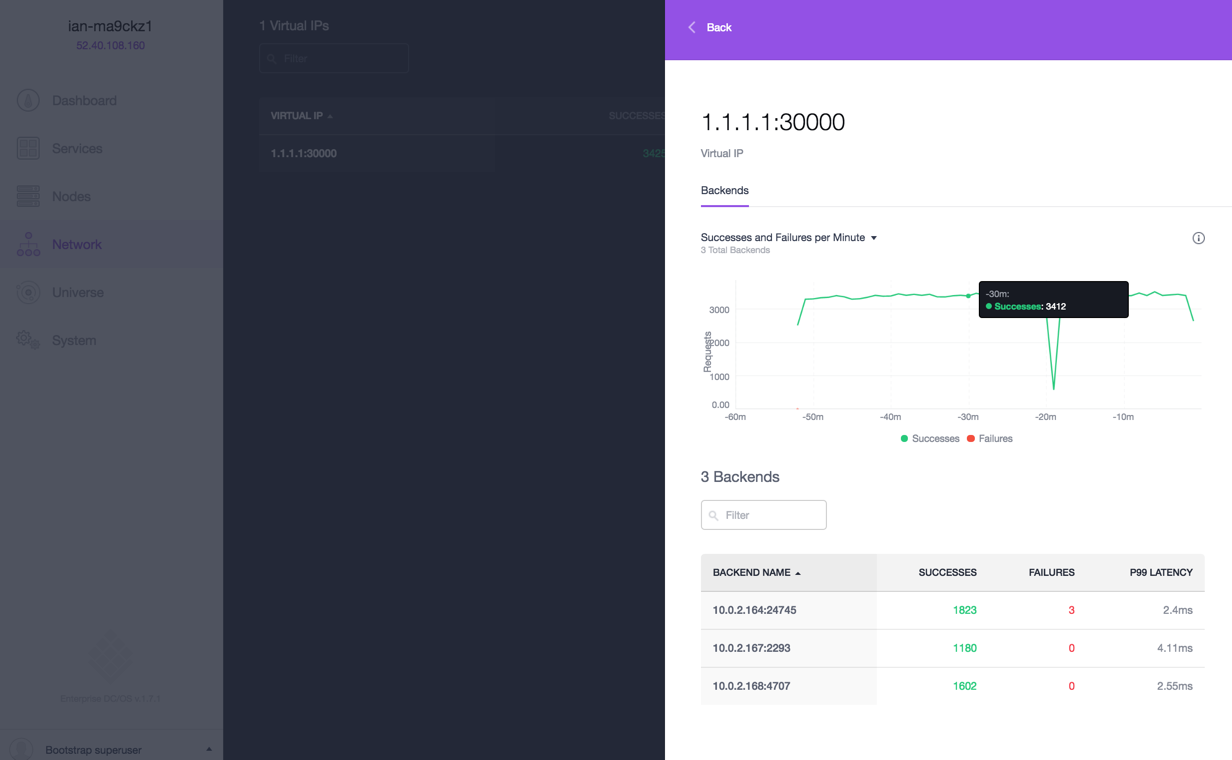 ian-ma9ckz1
52.40.108.160
Dashboard
Services
Nodes
Network
Universe
System
Enterprise DC/OS v.1.7.1
Bootstrap superuser
1 Virtual IPs
Filter
VIRTUAL IP SUCCESSES
1.1.1.1:30000 3425
Back
1.1.1.1:30000
Virtual IP
Backends
Successes and Failures per Minute
3 Total Backends
-30m:
Successes: 3412
Requests
3000
2000
1000
0.00
-60m -50m -40m -30m -20m -10m
Successes Failures
3 Backends
Filter
BACKEND NAME SUCCESSES FAILURES P99 LATENCY
10.0.2.164:24745 1823 3 2.4ms
10.0.2.167:2293 1180 0 4.11ms
10.0.2.168:4707 1602 0 2.55ms